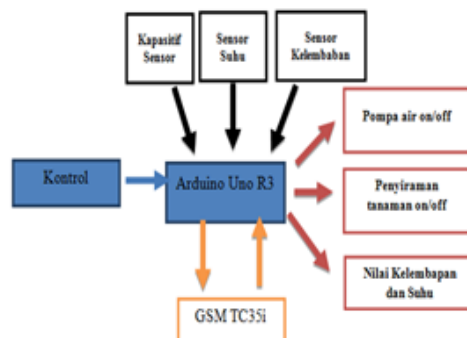 Kapasitif
Sensor
Sensor
Suhu
Sensor
Kelembaban
Pompa air on/off
Kontrol
Arduino Uno R3
Penyiraman
tanaman on/off
Nilai Kelembapan
dan Suhu
GSM TC35i